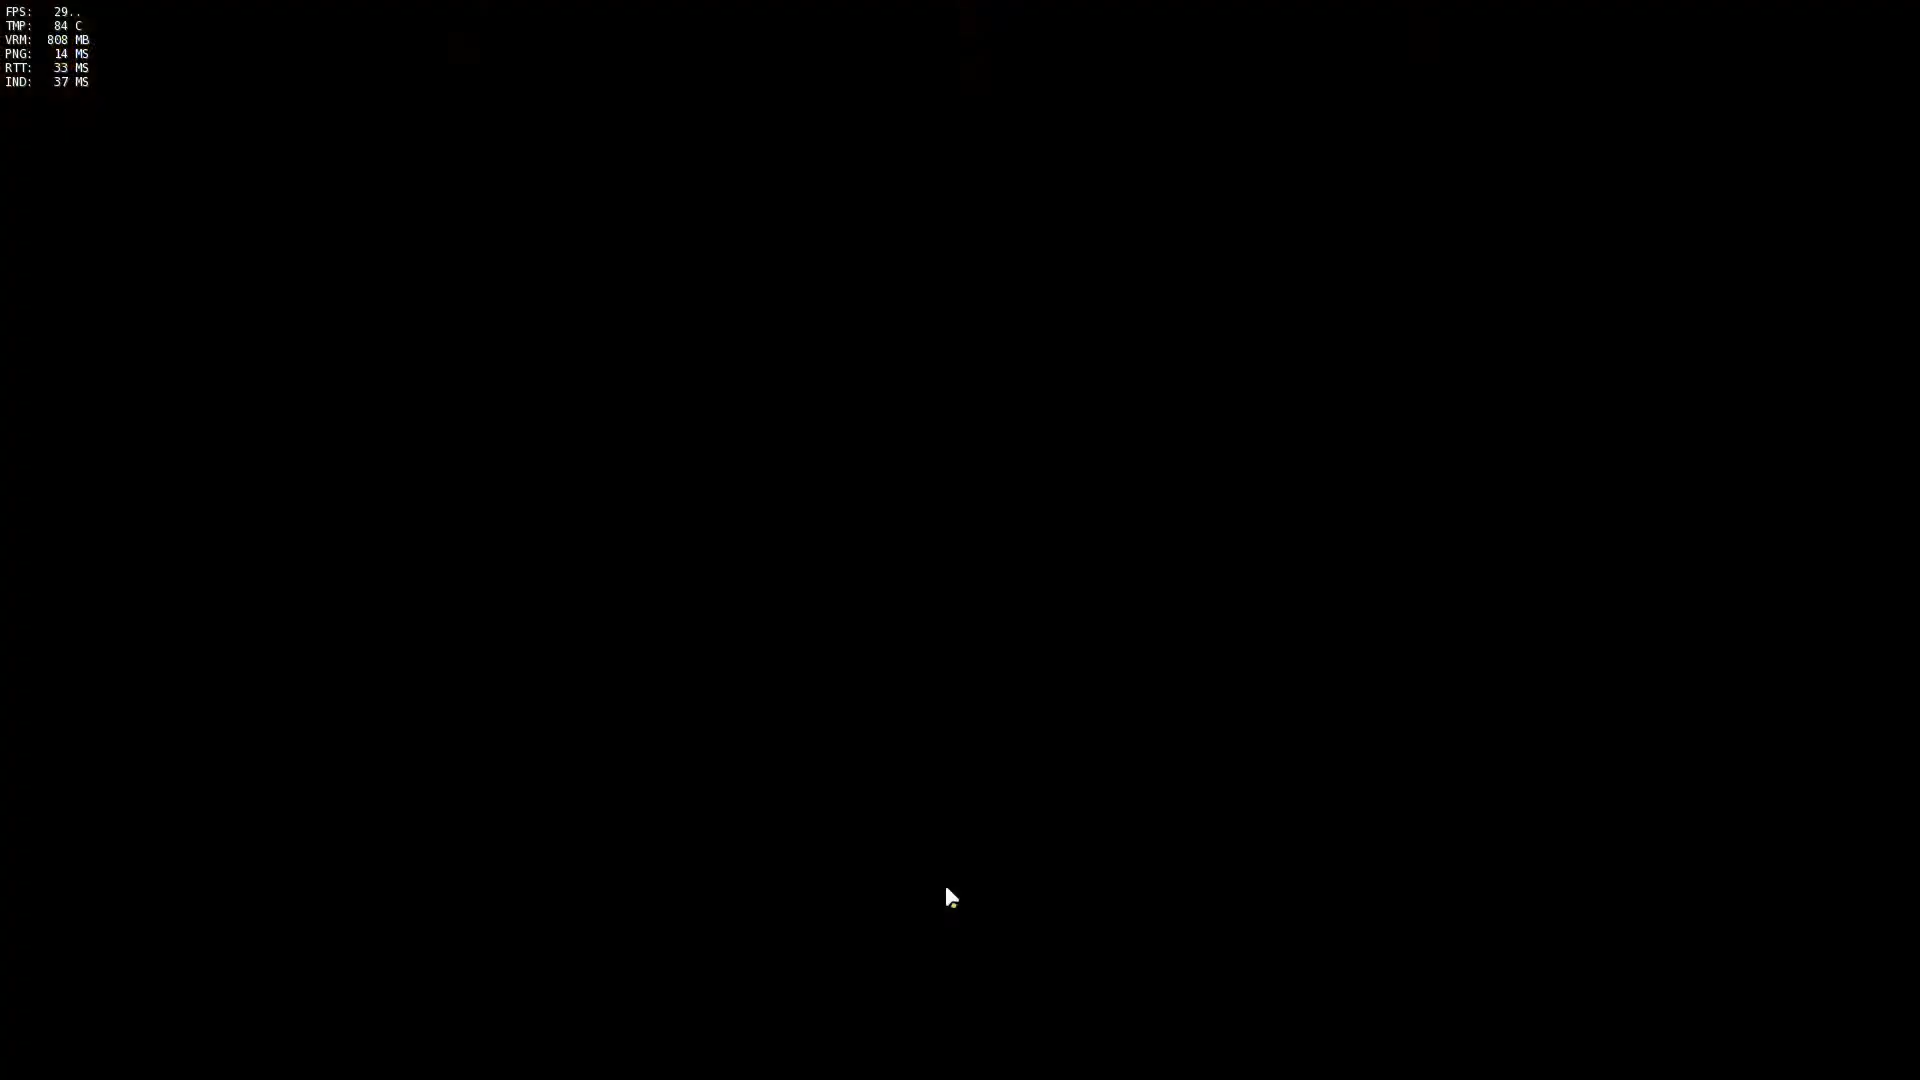 FPS: 29..
TMP: 84 C
VRM: 808 MB
PNG: 14 MS
RTT: 33 MS
IND: 37 MS